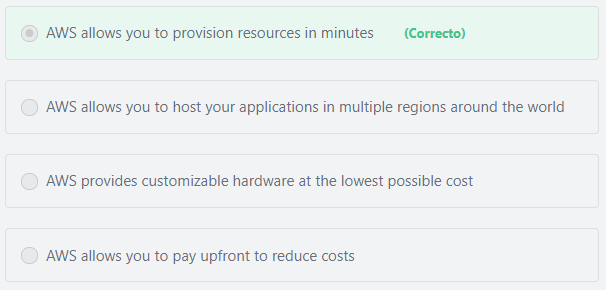 AWS allows you to provision resources in minutes (Correcto)
AWS allows you to host your applications in multiple regions around the world
AWS provides customizable hardware at the lowest possible cost
AWS allows you to pay upfront to reduce costs